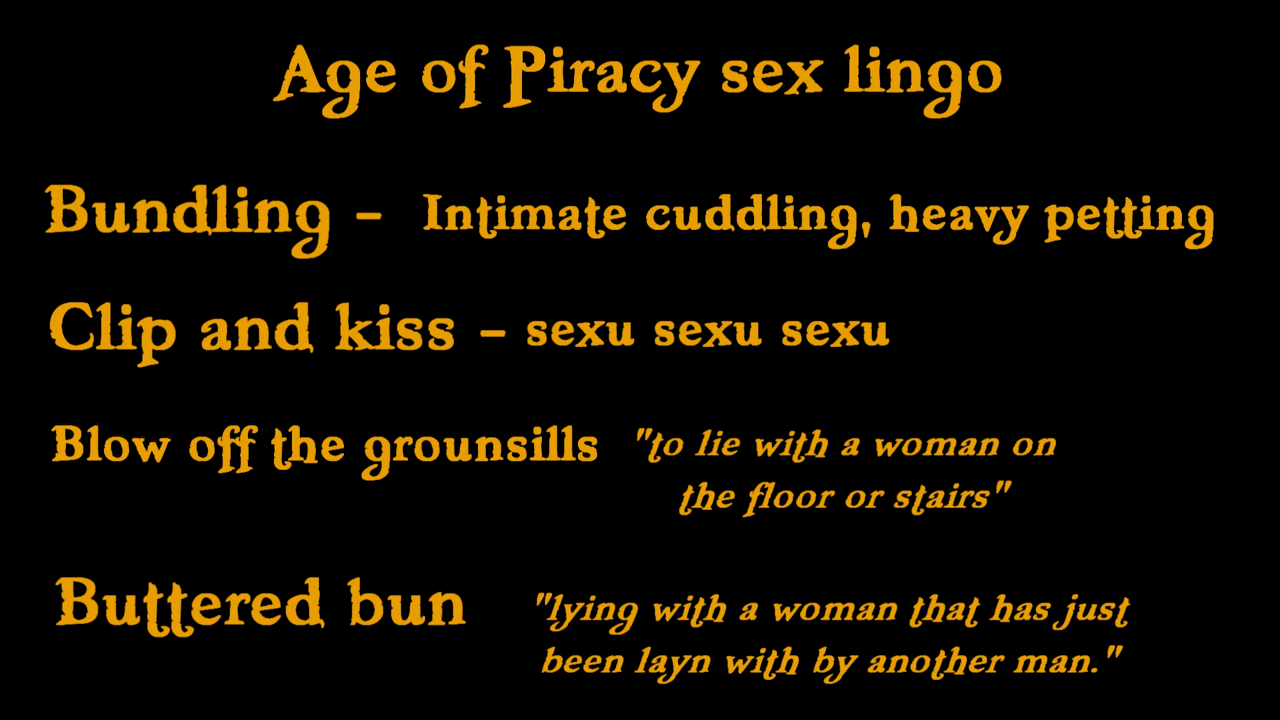 Age of Piracy sex lingo
Bundling - Intimate cuddling, heavy petting
Clip and kiss - sexu sexu sexu
Blow off the grounsills "to lie with a woman on
the floor or stairs"
Buttered bun "lying with a woman that has just
been layn with by another man."